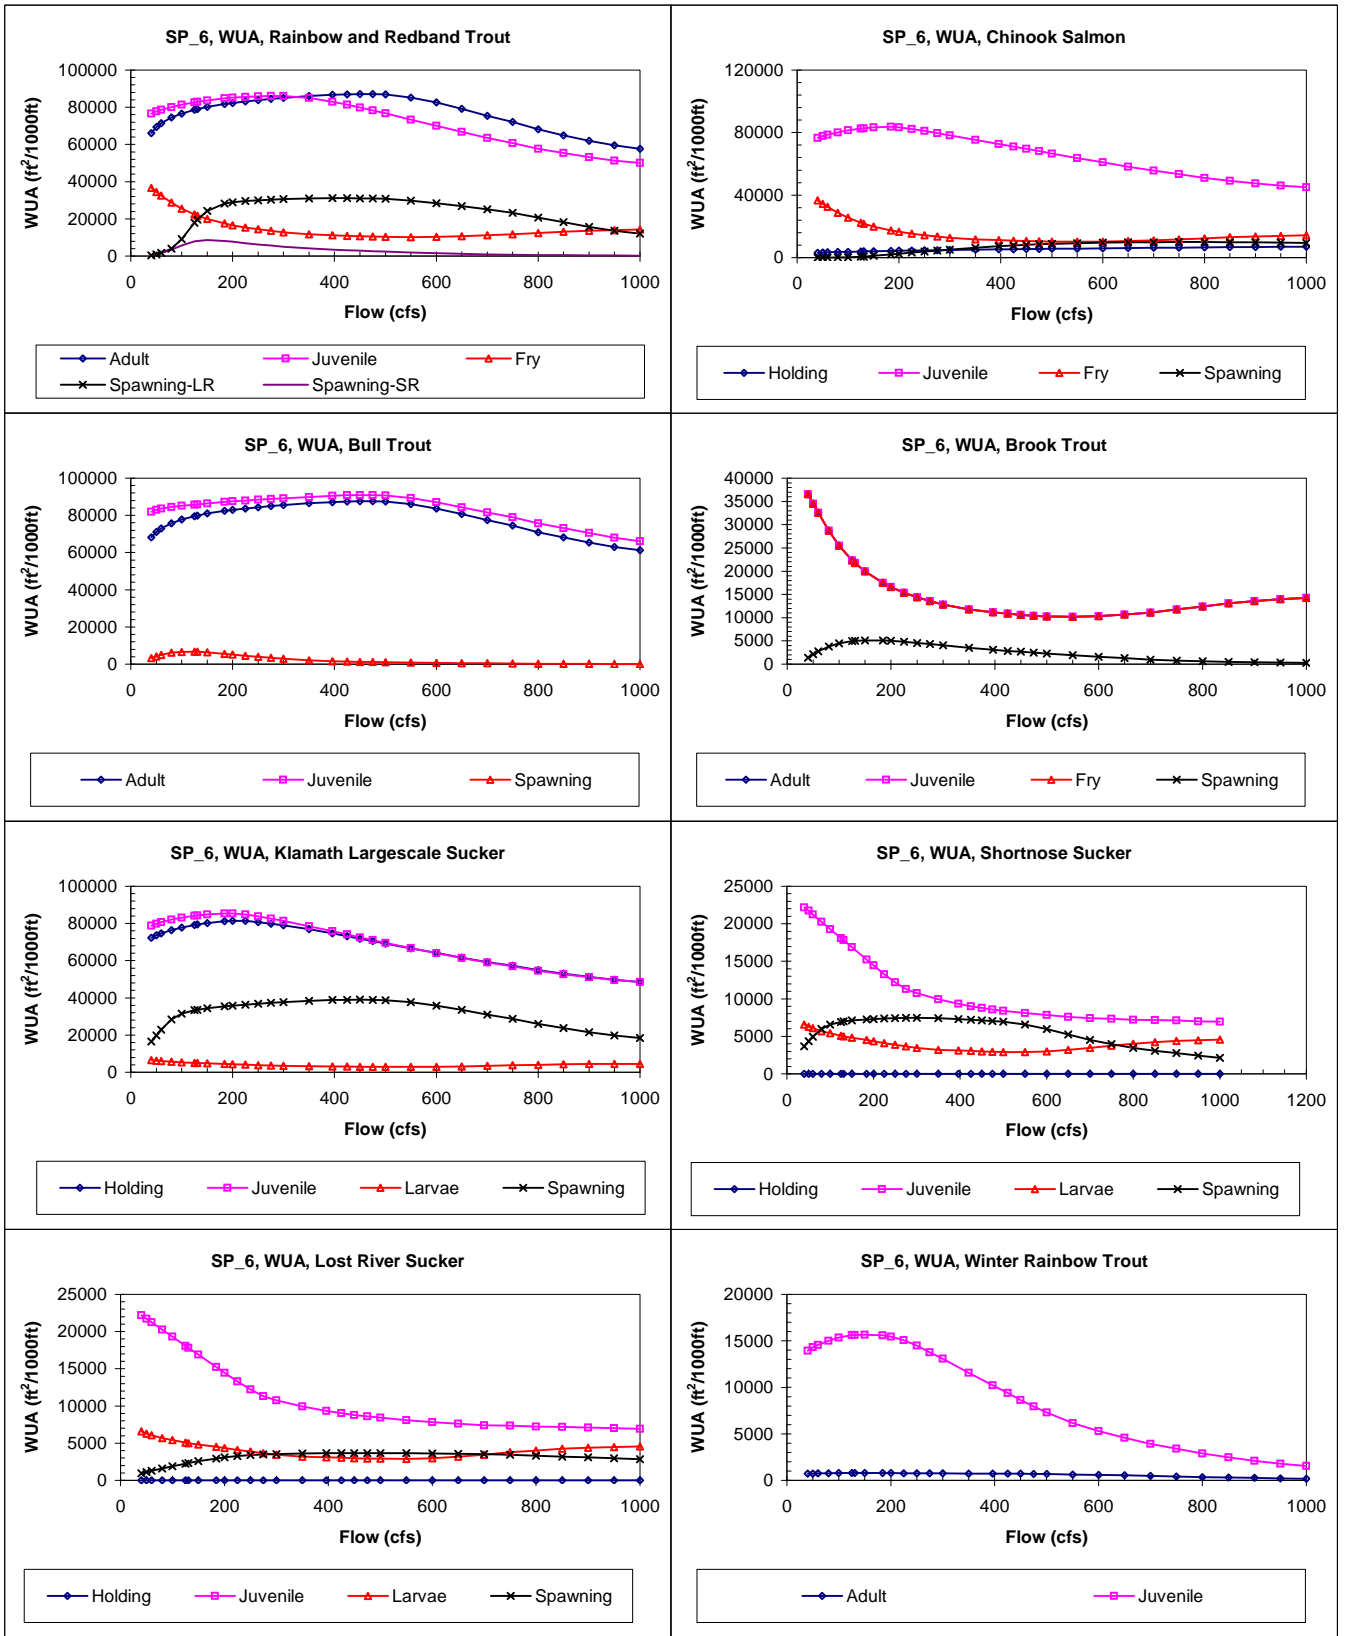 SP_6, WUA, Rainbow and Redband Trout
WUA (ft²/1000ft)
100000
80000
60000
40000
20000
0
0 200 400 600 800 1000
Flow (cfs)
Adult Juvenile Fry
Spawning-LR Spawning-SR
SP_6, WUA, Chinook Salmon
WUA (ft²/1000ft)
120000
80000
40000
0
0 200 400 600 800 1000
Flow (cfs)
Holding Juvenile Fry Spawning
SP_6, WUA, Bull Trout
WUA (ft²/1000ft)
100000
80000
60000
40000
20000
0
0 200 400 600 800 1000
Flow (cfs)
Adult Juvenile Spawning
SP_6, WUA, Brook Trout
WUA (ft²/1000ft)
40000
35000
30000
25000
20000
15000
10000
5000
0
0 200 400 600 800 1000
Flow (cfs)
Adult Juvenile Fry Spawning
SP_6, WUA, Klamath Largescale Sucker
WUA (ft²/1000ft)
100000
80000
60000
40000
20000
0
0 200 400 600 800 1000
Flow (cfs)
Holding Juvenile Larvae Spawning
SP_6, WUA, Shortnose Sucker
WUA (ft²/1000ft)
25000
20000
15000
10000
5000
0
0 200 400 600 800 1000 1200
Flow (cfs)
Holding Juvenile Larvae Spawning
SP_6, WUA, Lost River Sucker
WUA (ft²/1000ft)
25000
20000
15000
10000
5000
0
0 200 400 600 800 1000
Flow (cfs)
Holding Juvenile Larvae Spawning
SP_6, WUA, Winter Rainbow Trout
WUA (ft²/1000ft)
20000
15000
10000
5000
0
0 200 400 600 800 1000
Flow (cfs)
Adult Juvenile